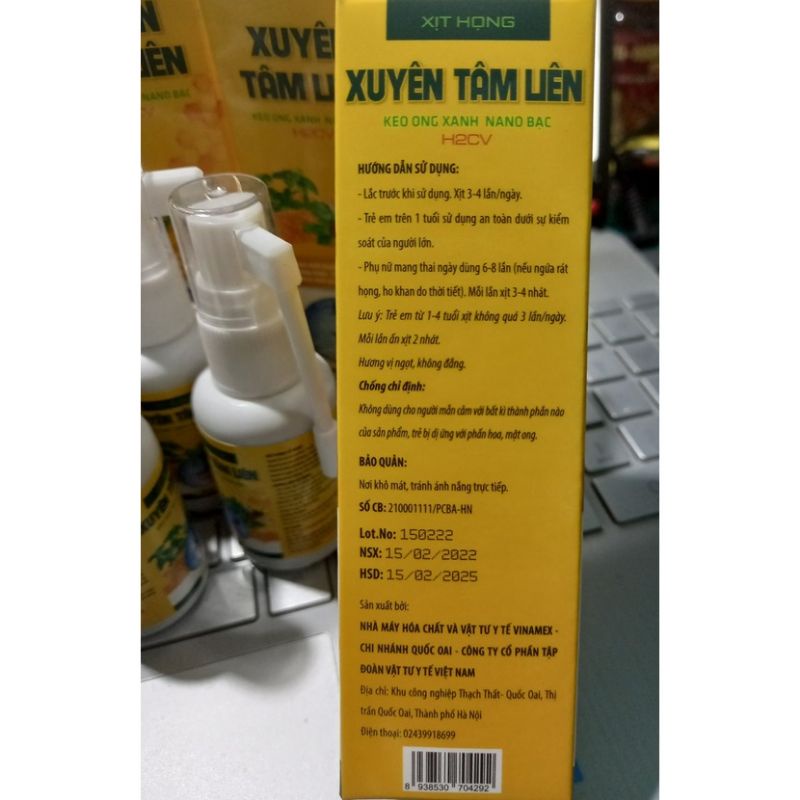 XỊT HỌNG
XUYÊN TÂM LIÊN
KEO ONG XANH NANO BẠC
H2CV
HƯỚNG DẪN SỬ DỤNG:
- Lắc trước khi sử dụng. Xịt 3-4 lần/ngày.
- Trẻ em trên 1 tuổi sử dụng an toàn dưới sự kiểm
soát của người lớn.
- Phụ nữ mang thai ngày dùng 6-8 lần (nếu ngứa rát
họng, ho khan do thời tiết). Mỗi lần xịt 3-4 nhát.
Lưu ý: Trẻ em từ 1-4 tuổi xịt không quá 3 lần/ngày.
Mỗi lần ấn xịt 2 nhát.
Hương vị ngọt, không đắng.
Chống chỉ định:
Không dùng cho người mẫn cảm với bất kì thành phần nào
của sản phẩm, trẻ bị dị ứng với phấn hoa, mật ong.
BẢO QUẢN:
Nơi khô mát, tránh ánh nắng trực tiếp.
SỐ CB: 210001111/PCBA-HN
Lot.No: 150222
NSX: 15/02/2022
HSD: 15/02/2025
Sản xuất bởi:
NHÀ MÁY HÓA CHẤT VÀ VẬT TƯ Y TẾ VINAMEX -
CHI NHÁNH QUỐC OAI - CÔNG TY CỔ PHẦN TẬP
ĐOÀN VẬT TƯ Y TẾ VIỆT NAM
Địa chỉ: Khu công nghiệp Thạch Thất- Quốc Oai, Thị
trấn Quốc Oai, Thành phố Hà Nội
Điện thoại: 02439918699
8 938530 704292
XUYÊN
TÂM LI
KEO ONG XANH NANO BẠC
H2CV
ÊN
LIÊN
NANO BẠC
XUYÊN TÂM LIÊN
XUYÊN